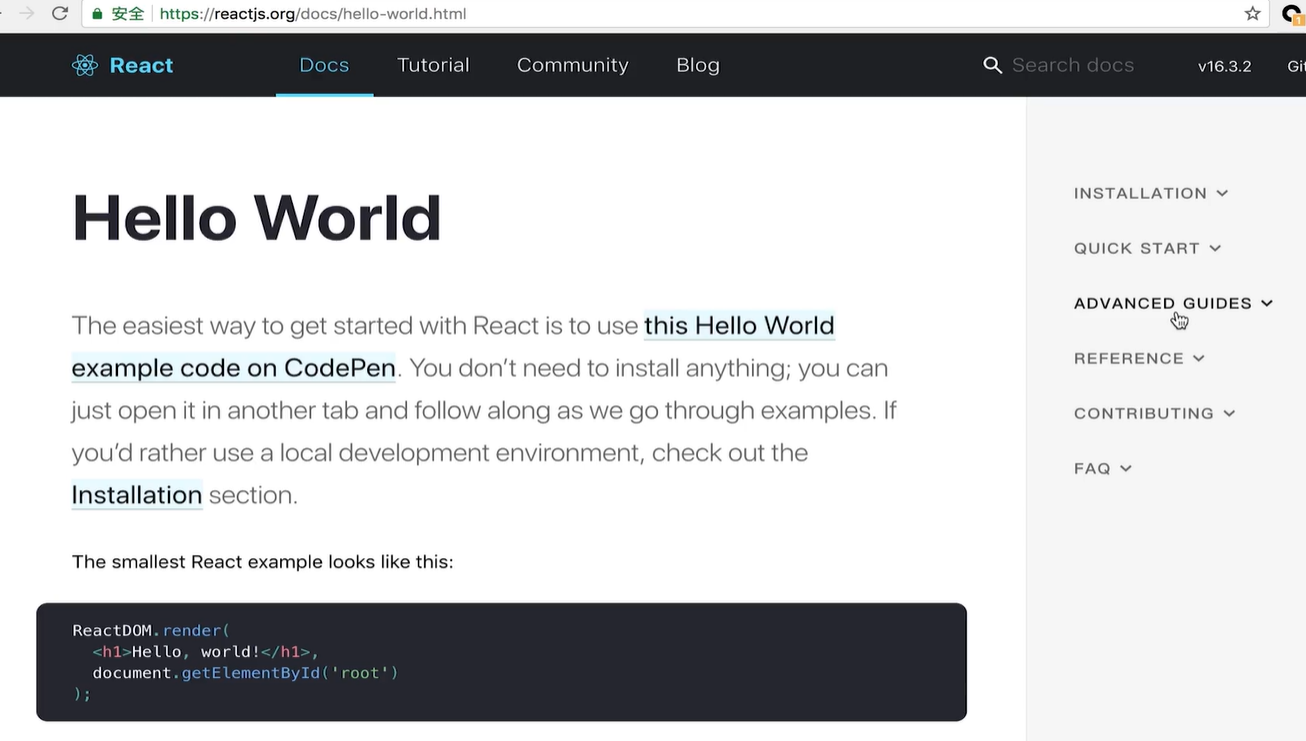 安全 https://reactjs.org/docs/hello-world.html
React Docs Tutorial Community Blog Search docs v16.3.2
Hello World
The easiest way to get started with React is to use this Hello World
example code on CodePen. You don’t need to install anything; you can
just open it in another tab and follow along as we go through examples. If
you’d rather use a local development environment, check out the
Installation section.
The smallest React example looks like this:
ReactDOM.render(
<h1>Hello, world!</h1>,
document.getElementById('root')
);
INSTALLATION
QUICK START
ADVANCED GUIDES
REFERENCE
CONTRIBUTING
FAQ